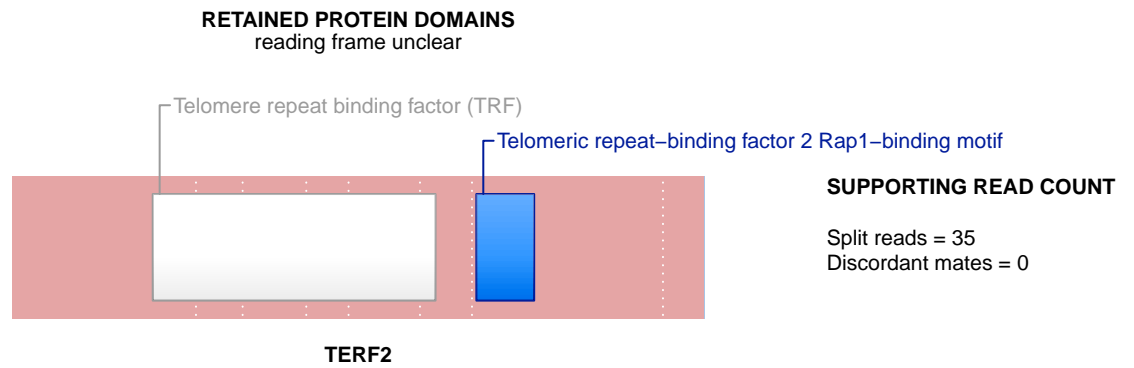 RETAINED PROTEIN DOMAINS
reading frame unclear
Telomere repeat binding factor (TRF)
Telomeric repeat−binding factor 2 Rap1−binding motif
SUPPORTING READ COUNT
Split reads = 35
Discordant mates = 0
TERF2